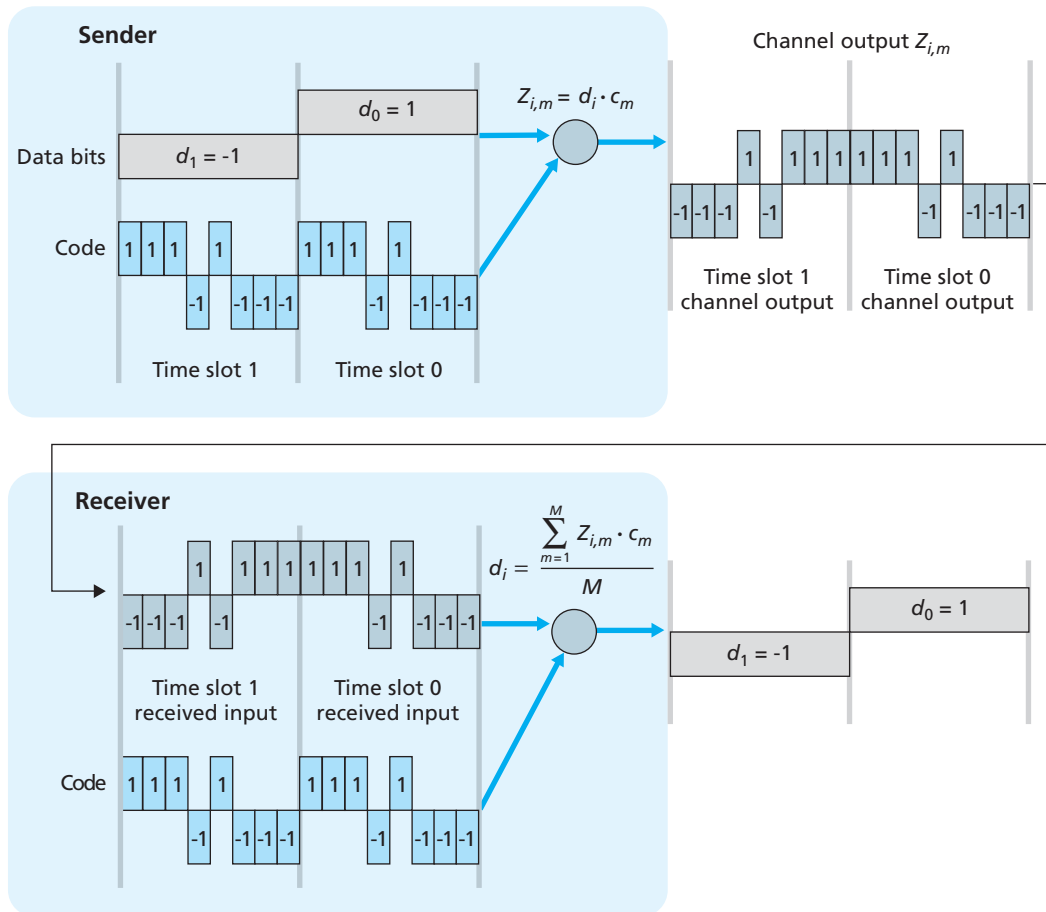 Sender
Channel output Z_{i,m}
Z_{i,m} = d_i · c_m
d_0 = 1
Data bits
d_1 = -1
1 1 1 1 1 1 1 1
-1 -1 -1 -1 -1 -1 -1 -1
Code
1 1 1 1 1 1 1 1
-1 -1 -1 -1 -1 -1 -1 -1
Time slot 1
channel output
Time slot 0
channel output
Time slot 1
Time slot 0
Receiver
d_i = \frac{\sum_{m=1}^{M} Z_{i,m} · c_m}{M}
1 1 1 1 1 1 1 1
-1 -1 -1 -1 -1 -1 -1 -1
d_0 = 1
d_1 = -1
Time slot 1
received input
Time slot 0
received input
Code
1 1 1 1 1 1 1 1
-1 -1 -1 -1 -1 -1 -1 -1